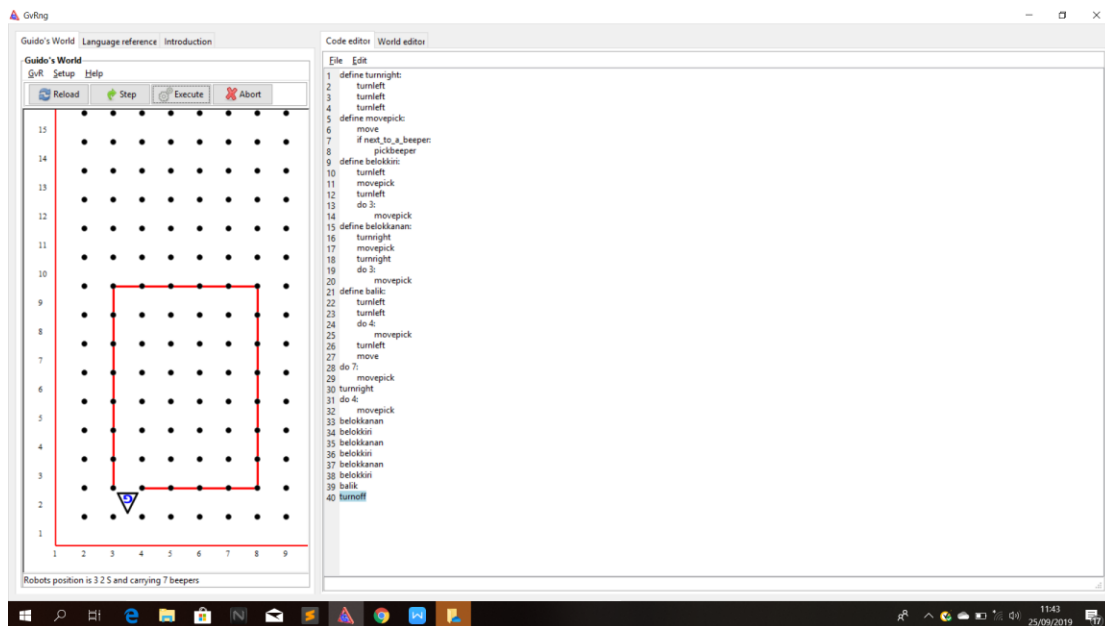 GvRng
Guido's World Language reference Introduction
Guido's World
GvR Setup Help
Reload Step Execute Abort
15
14
13
12
11
10
9
8
7
6
5
4
3
2
1
1 2 3 4 5 6 7 8 9
G
Robots position is 3 2 S and carrying 7 beepers
Code editor World editor
File Edit
1 define turnright:
2 turnleft
3 turnleft
4 turnleft
5 define movepick:
6 move
7 if next_to_a_beeper:
8 pickbeeper
9 define belokkiri:
10 turnleft
11 movepick
12 turnleft
13 do 3:
14 movepick
15 define belokkanan:
16 turnright
17 movepick
18 turnright
19 do 3:
20 movepick
21 define balik:
22 turnleft
23 turnleft
24 do 4:
25 movepick
26 turnleft
27 move
28 do 7:
29 movepick
30 turnright
31 do 4:
32 movepick
33 belokkanan
34 belokkiri
35 belokkanan
36 belokkiri
37 belokkanan
38 belokkiri
39 balik
40 turnoff
11:43
25/09/2019
17